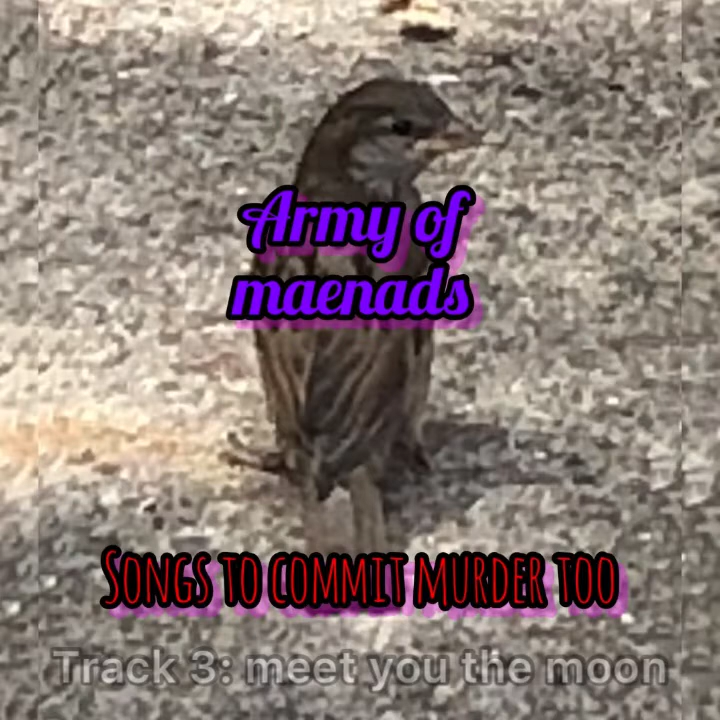 Army of
maenads
Songs to commit murder too
Track 3: meet you the moon